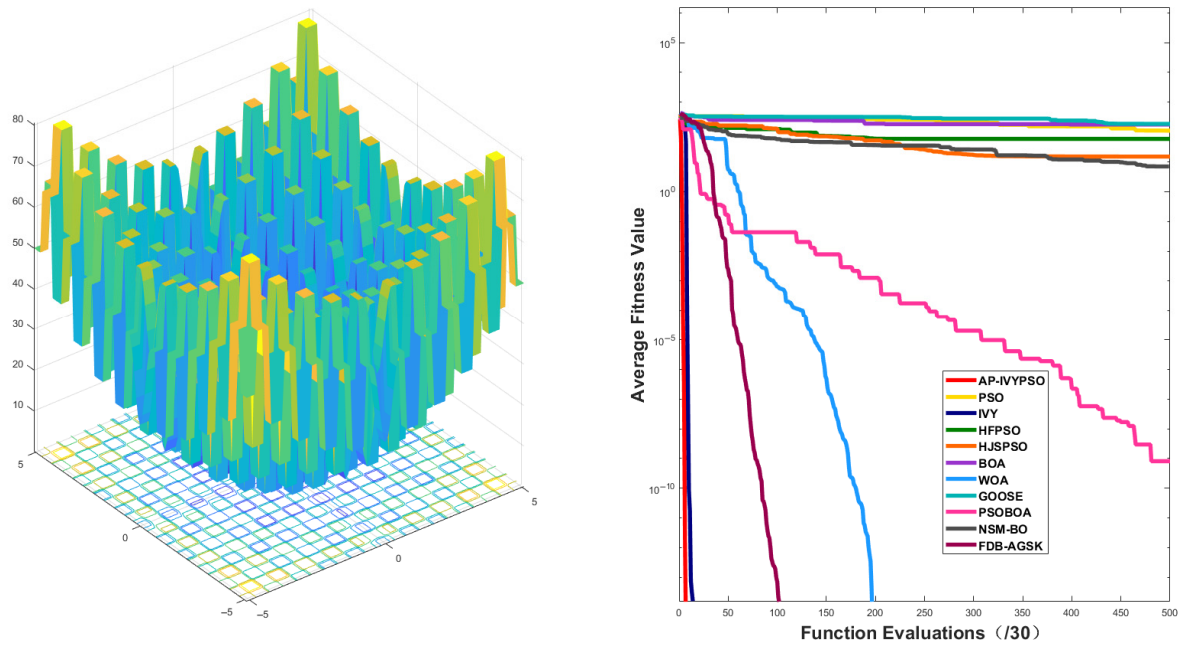 80
70
60
50
40
30
20
10
5
0
−5
−5
0
5
Average Fitness Value
10^5
10^0
10^−5
10^−10
0 50 100 150 200 250 300 350 400 450 500
Function Evaluations（/30）
AP-IVYPSO
PSO
IVY
HFPSO
HJSPSO
BOA
WOA
GOOSE
PSOBOA
NSM-BO
FDB-AGSK